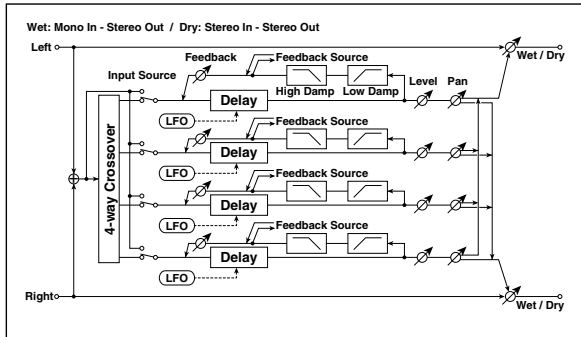 Wet: Mono In - Stereo Out / Dry: Stereo In - Stereo Out
Left
Wet / Dry
Feedback
Feedback Source
Input Source
High Damp
Low Damp
Level
Pan
Delay
LFO
Feedback Source
Delay
LFO
4-way Crossover
Feedback Source
Delay
LFO
Feedback Source
Delay
LFO
Right
Wet / Dry